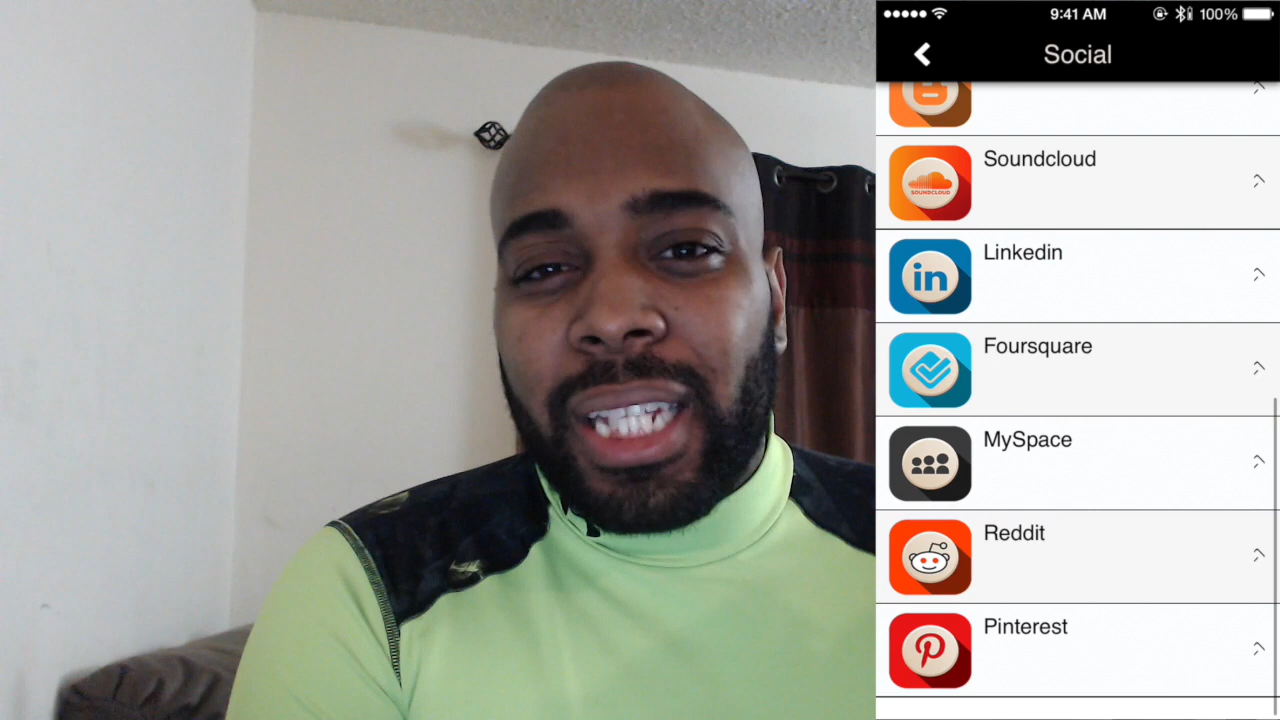 9:41 AM
100%
Social
Soundcloud
SOUNDCLOUD
Linkedin
in
Foursquare
MySpace
Reddit
Pinterest